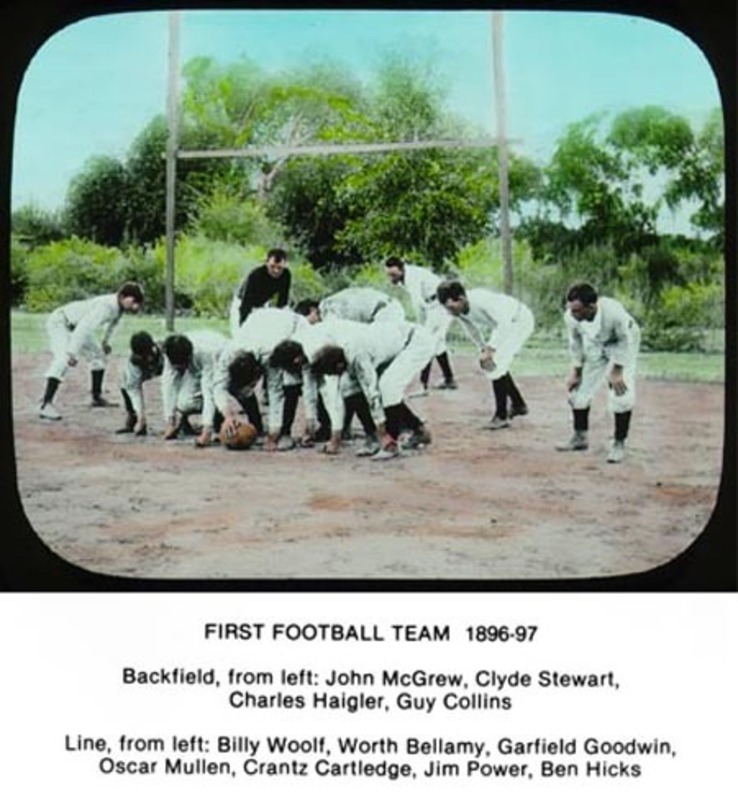 FIRST FOOTBALL TEAM 1896-97
Backfield, from left: John McGrew, Clyde Stewart,
Charles Haigler, Guy Collins
Line, from left: Billy Woolf, Worth Bellamy, Garfield Goodwin,
Oscar Mullen, Crantz Cartledge, Jim Power, Ben Hicks